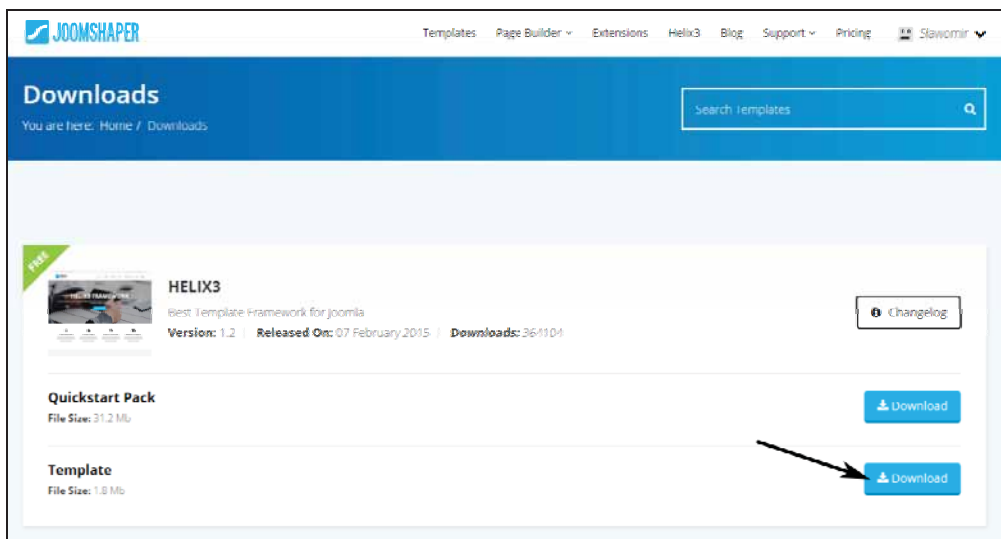 JOOMSHAPER
Templates Page Builder Extensions Helix3 Blog Support Pricing Slawomir
Downloads
You are here: Home / Downloads
Search Templates
FREE
HELIX3
Best Template Framework for Joomla
Version: 1.2 Released On: 07 February 2015 Downloads: 364104
Changelog
Quickstart Pack
File Size: 31.2 Mb
Download
Template
File Size: 1.8 Mb
Download